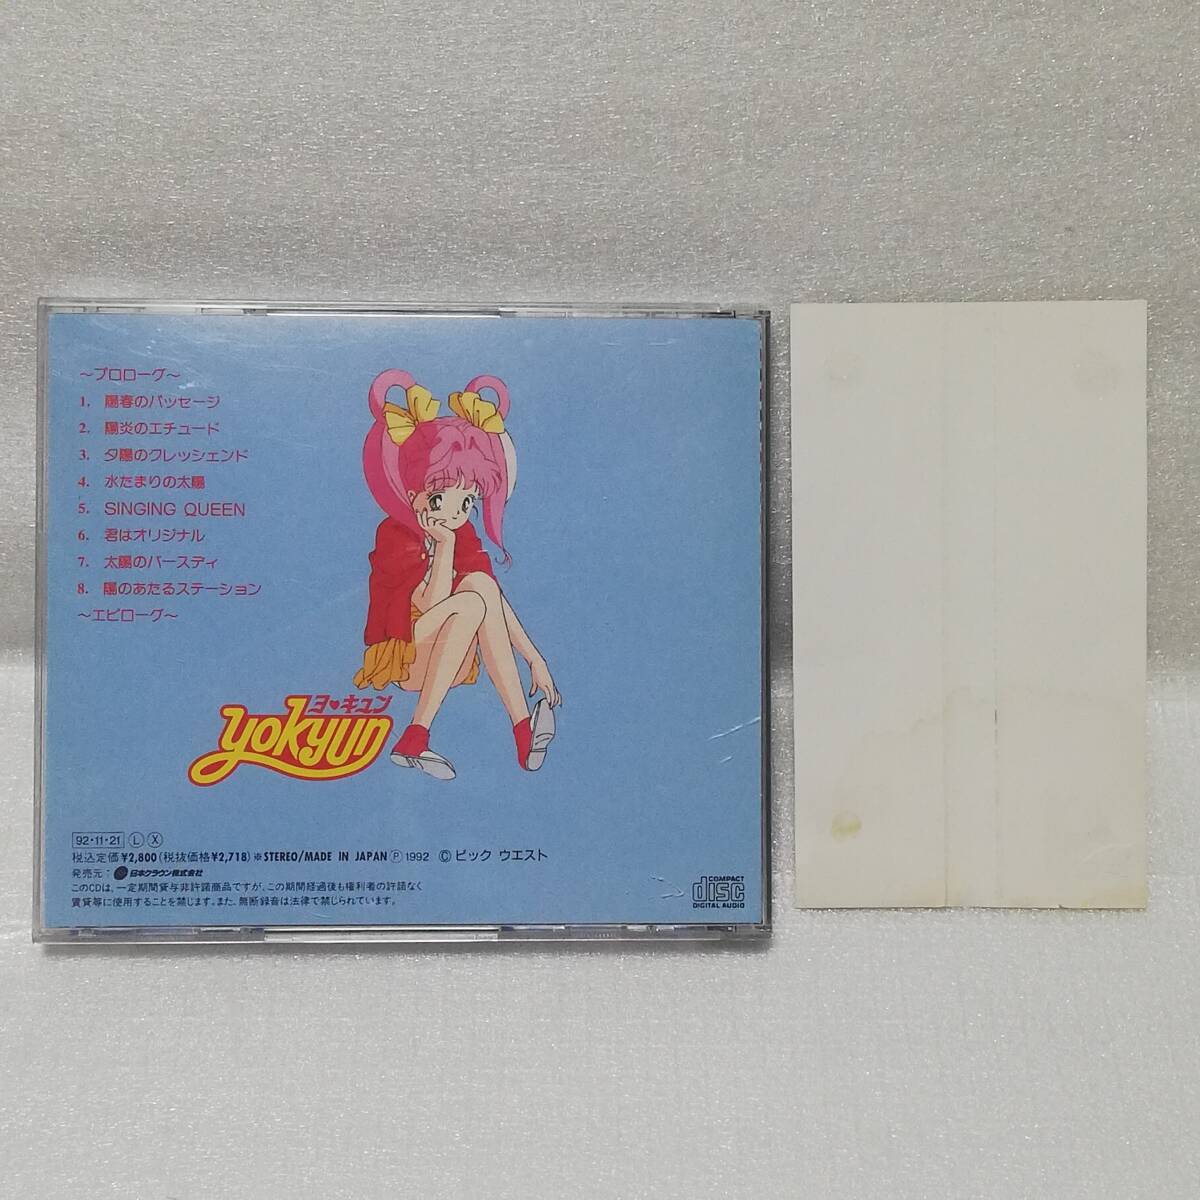 ～プロローグ～
1. 陽春のパッセージ
2. 陽炎のエチュード
3. 夕陽のクレッシェンド
4. 水たまりの太陽
5. SINGING QUEEN
6. 君はオリジナル
7. 太陽のバースディ
8. 陽のあたるステーション
～エピローグ～
ヨ♥キュン
yokyun
92・11・21 Ⓛ Ⓧ
税込定価¥2,800(税抜価格¥2,718)※STEREO/MADE IN JAPAN Ⓟ 1992 Ⓒ ビック ウエスト
発売元: 日本クラウン株式会社
このCDは、一定期間貸与非許諾商品ですが、この期間経過後も権利者の許諾なく
賃貸等に使用することを禁じます。また、無断録音は法律で禁じられています。
COMPACT
disc
DIGITAL AUDIO